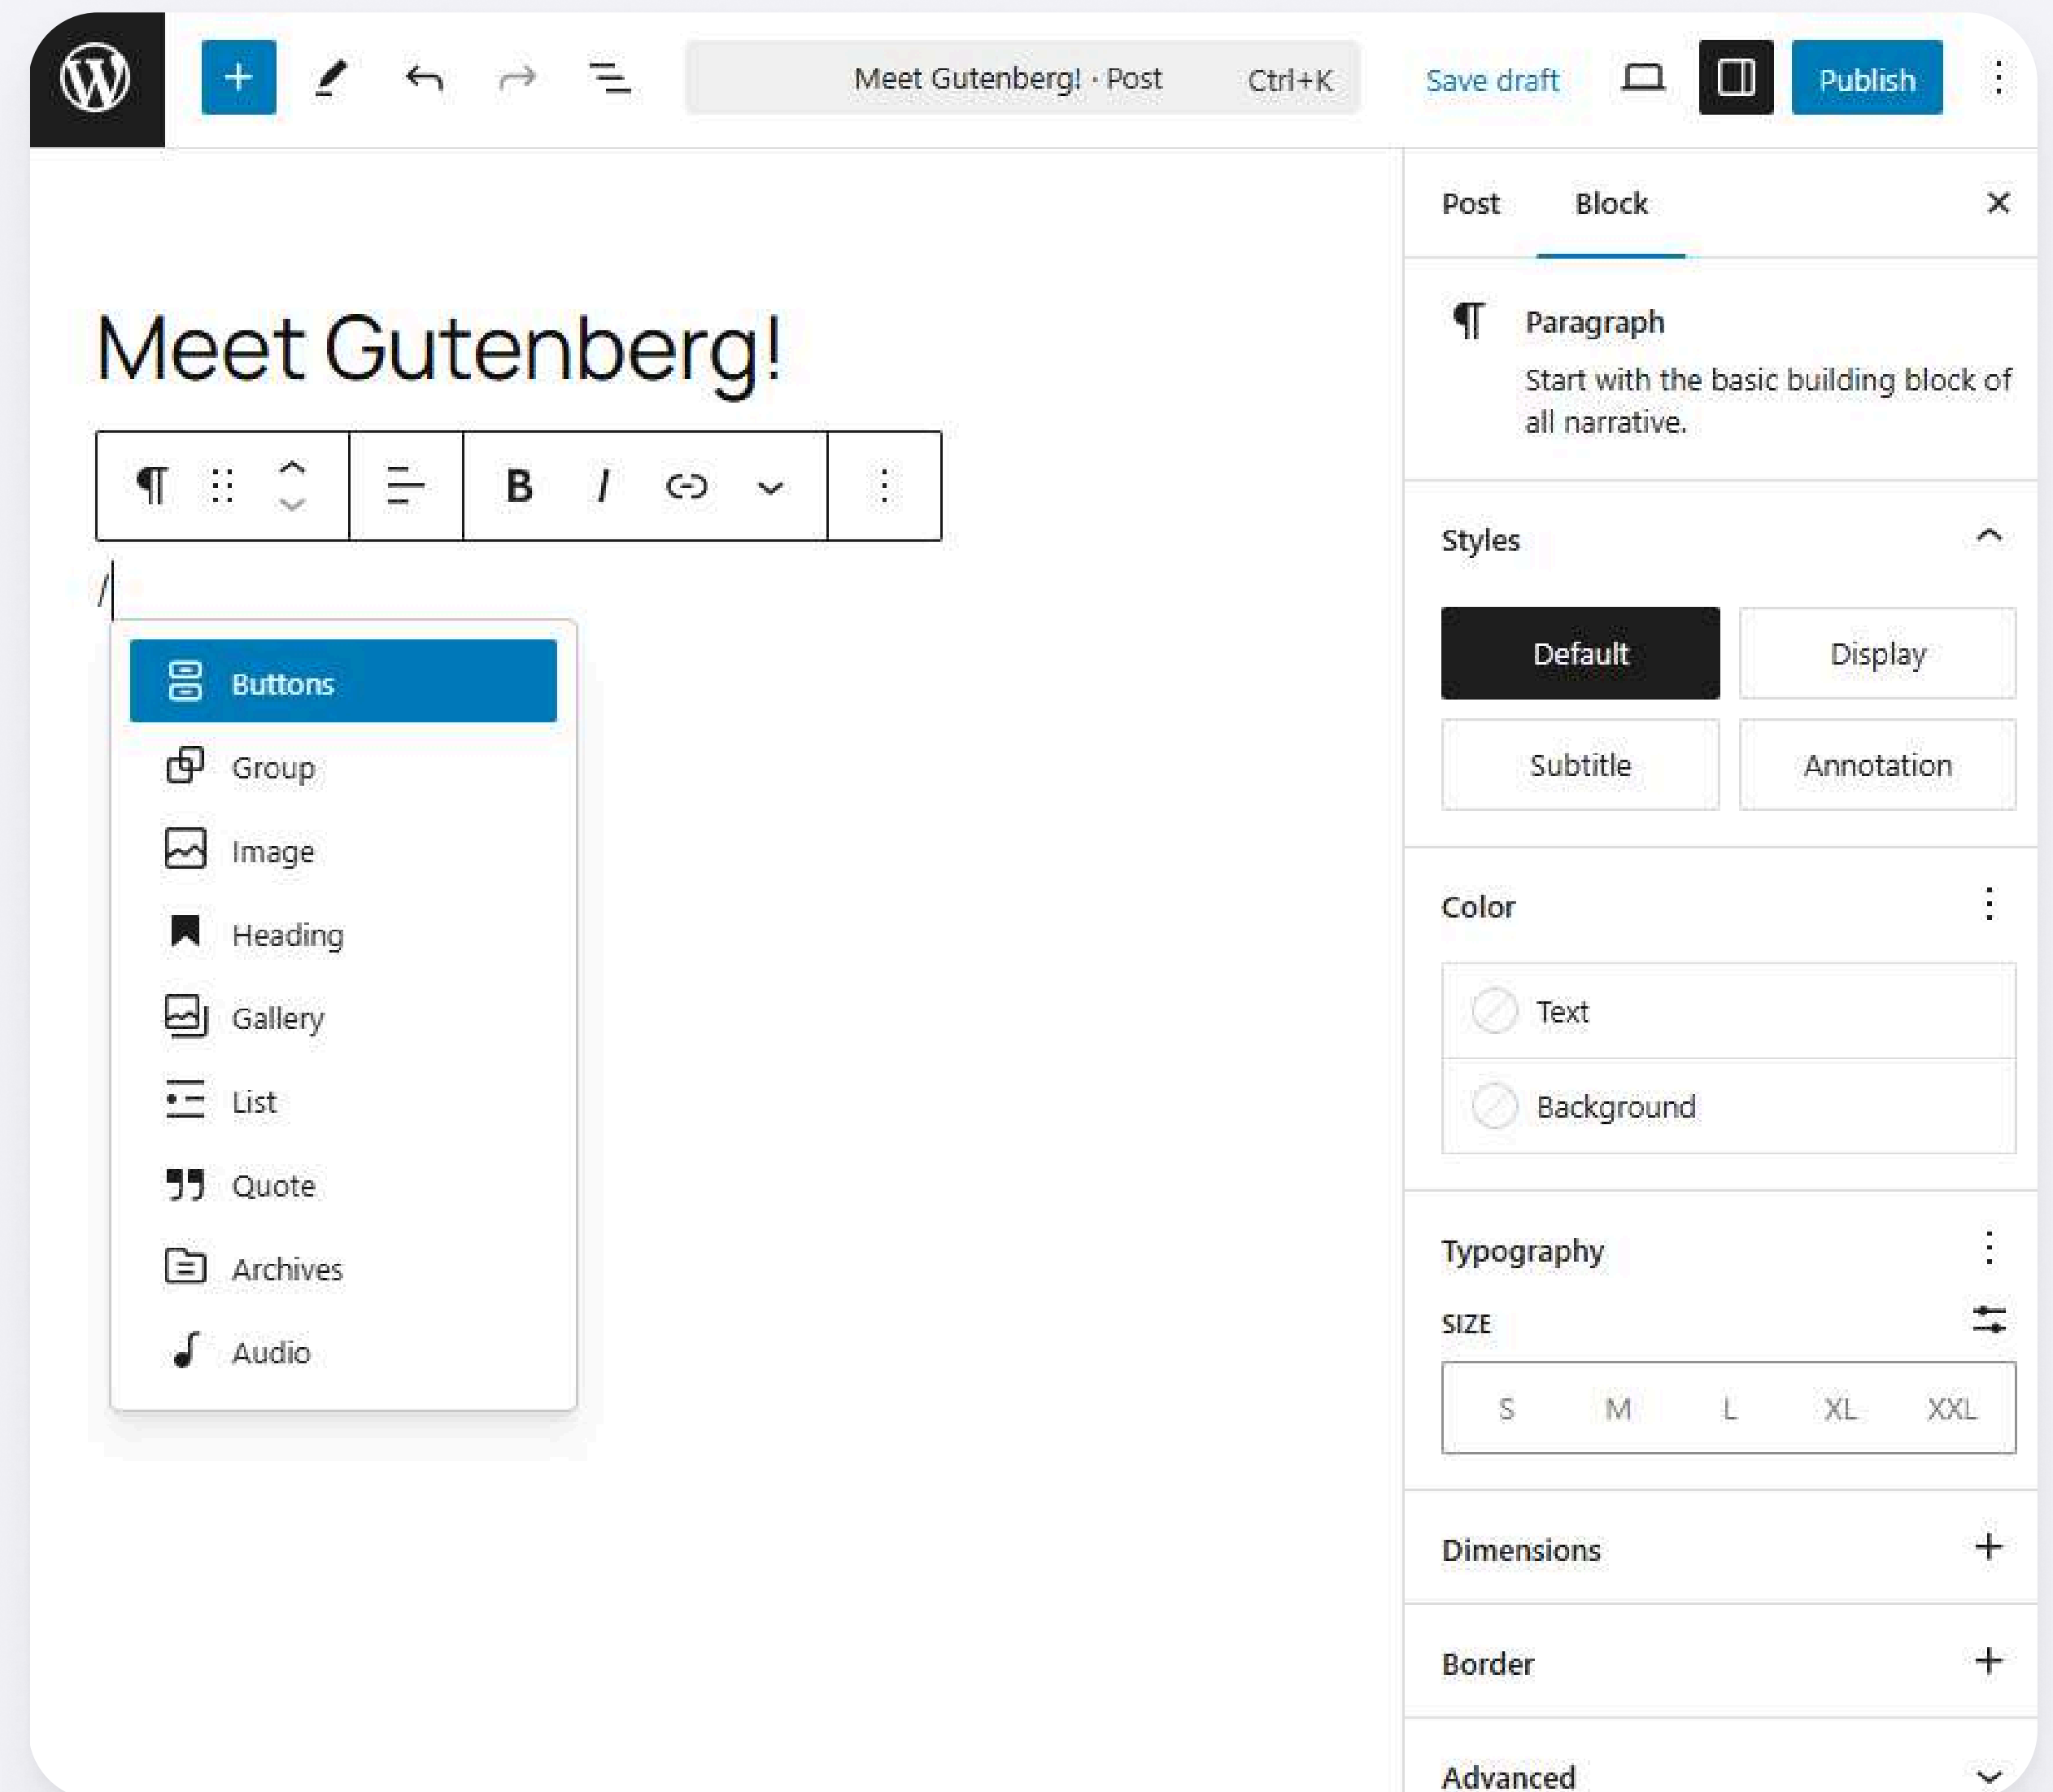 Meet Gutenberg! · Post Ctrl+K Save draft Publish
Meet Gutenberg!
B I
/
Buttons
Group
Image
Heading
Gallery
List
Quote
Archives
Audio
Post Block
Paragraph
Start with the basic building block of
all narrative.
Styles
Default Display
Subtitle Annotation
Color
Text
Background
Typography
SIZE
S M L XL XXL
Dimensions
Border
Advanced